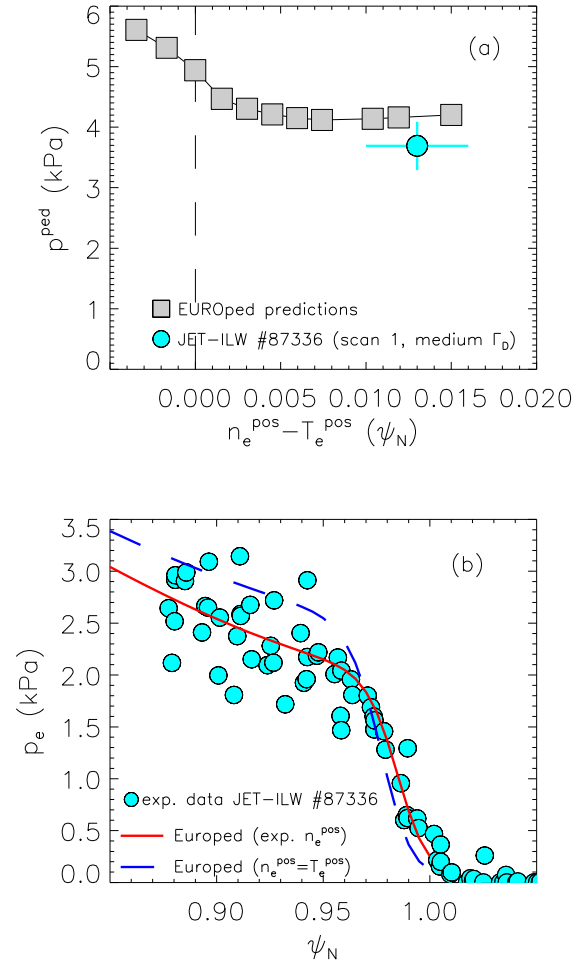 6
5
4
3
2
1
0
p^ped (kPa)
(a)
EUROped predictions
JET-ILW #87336 (scan 1, medium Γ_D)
0.000 0.005 0.010 0.015 0.020
n_e^pos−T_e^pos (ψ_N)
3.5
3.0
2.5
2.0
1.5
1.0
0.5
0.0
p_e (kPa)
(b)
exp. data JET-ILW #87336
Europed (exp. n_e^pos)
Europed (n_e^pos=T_e^pos)
0.90 0.95 1.00
ψ_N